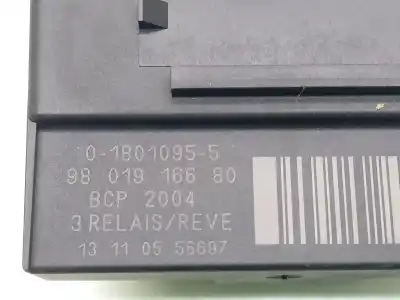 0-1801095-5
98 019 166 80
BCP 2004
3 RELAIS/REVE
13 11 05 55697